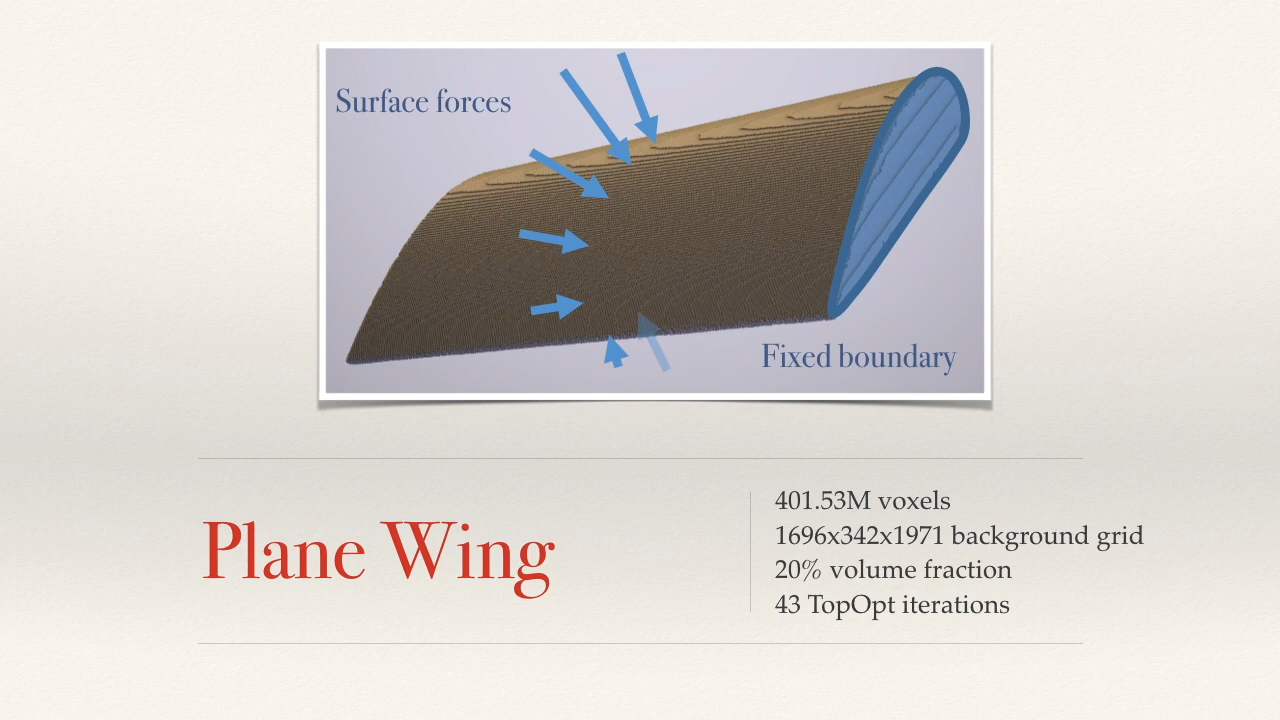 Surface forces
Fixed boundary
Plane Wing
401.53M voxels
1696x342x1971 background grid
20% volume fraction
43 TopOpt iterations